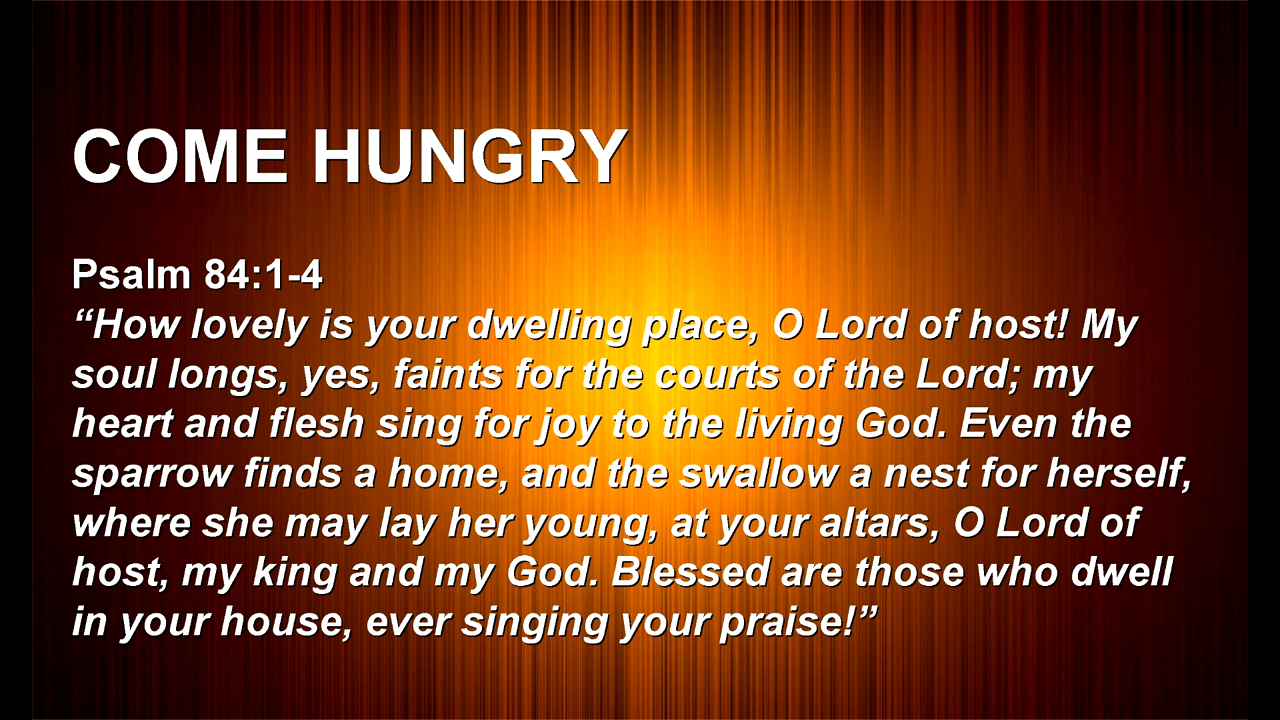 COME HUNGRY
Psalm 84:1-4
“How lovely is your dwelling place, O Lord of host! My
soul longs, yes, faints for the courts of the Lord; my
heart and flesh sing for joy to the living God. Even the
sparrow finds a home, and the swallow a nest for herself,
where she may lay her young, at your altars, O Lord of
host, my king and my God. Blessed are those who dwell
in your house, ever singing your praise!”